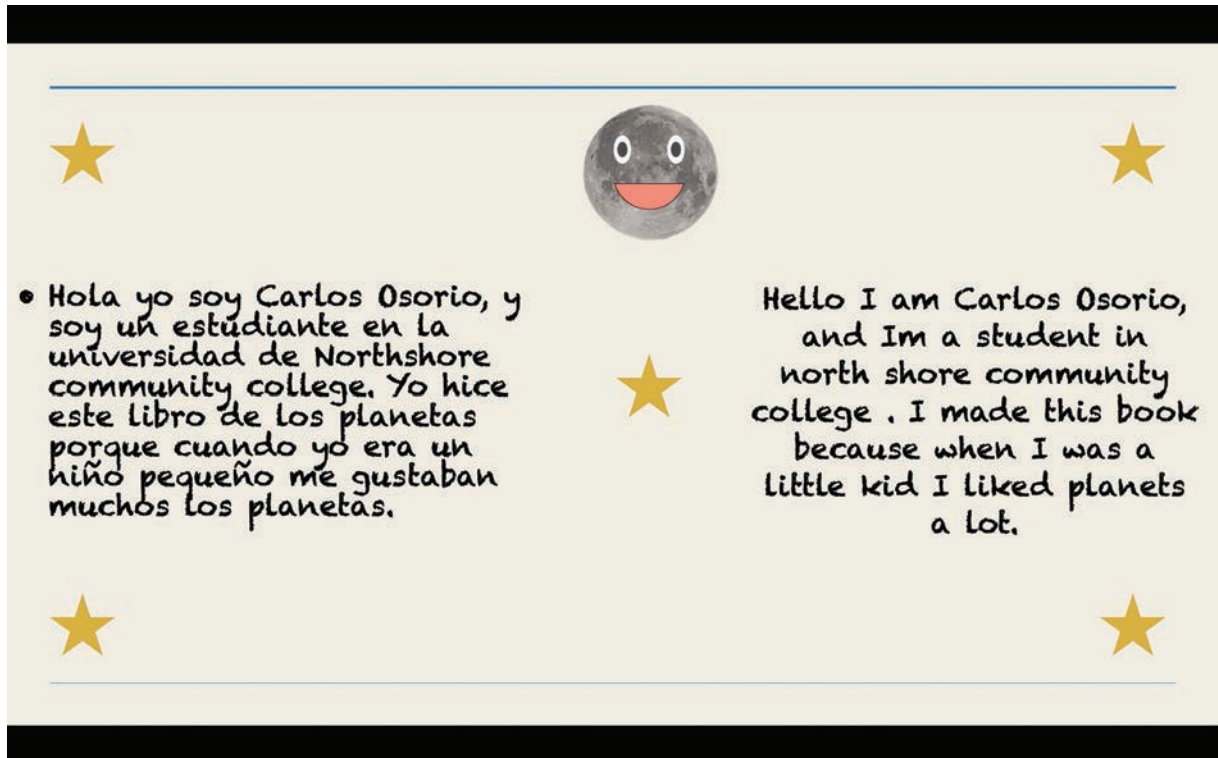 • Hola yo soy Carlos Osorio, y
soy un estudiante en la
universidad de Northshore
community college. Yo hice
este libro de los planetas
porque cuando yo era un
niño pequeño me gustaban
muchos los planetas.
Hello I am Carlos Osorio,
and Im a student in
north shore community
college . I made this book
because when I was a
little kid I liked planets
a lot.